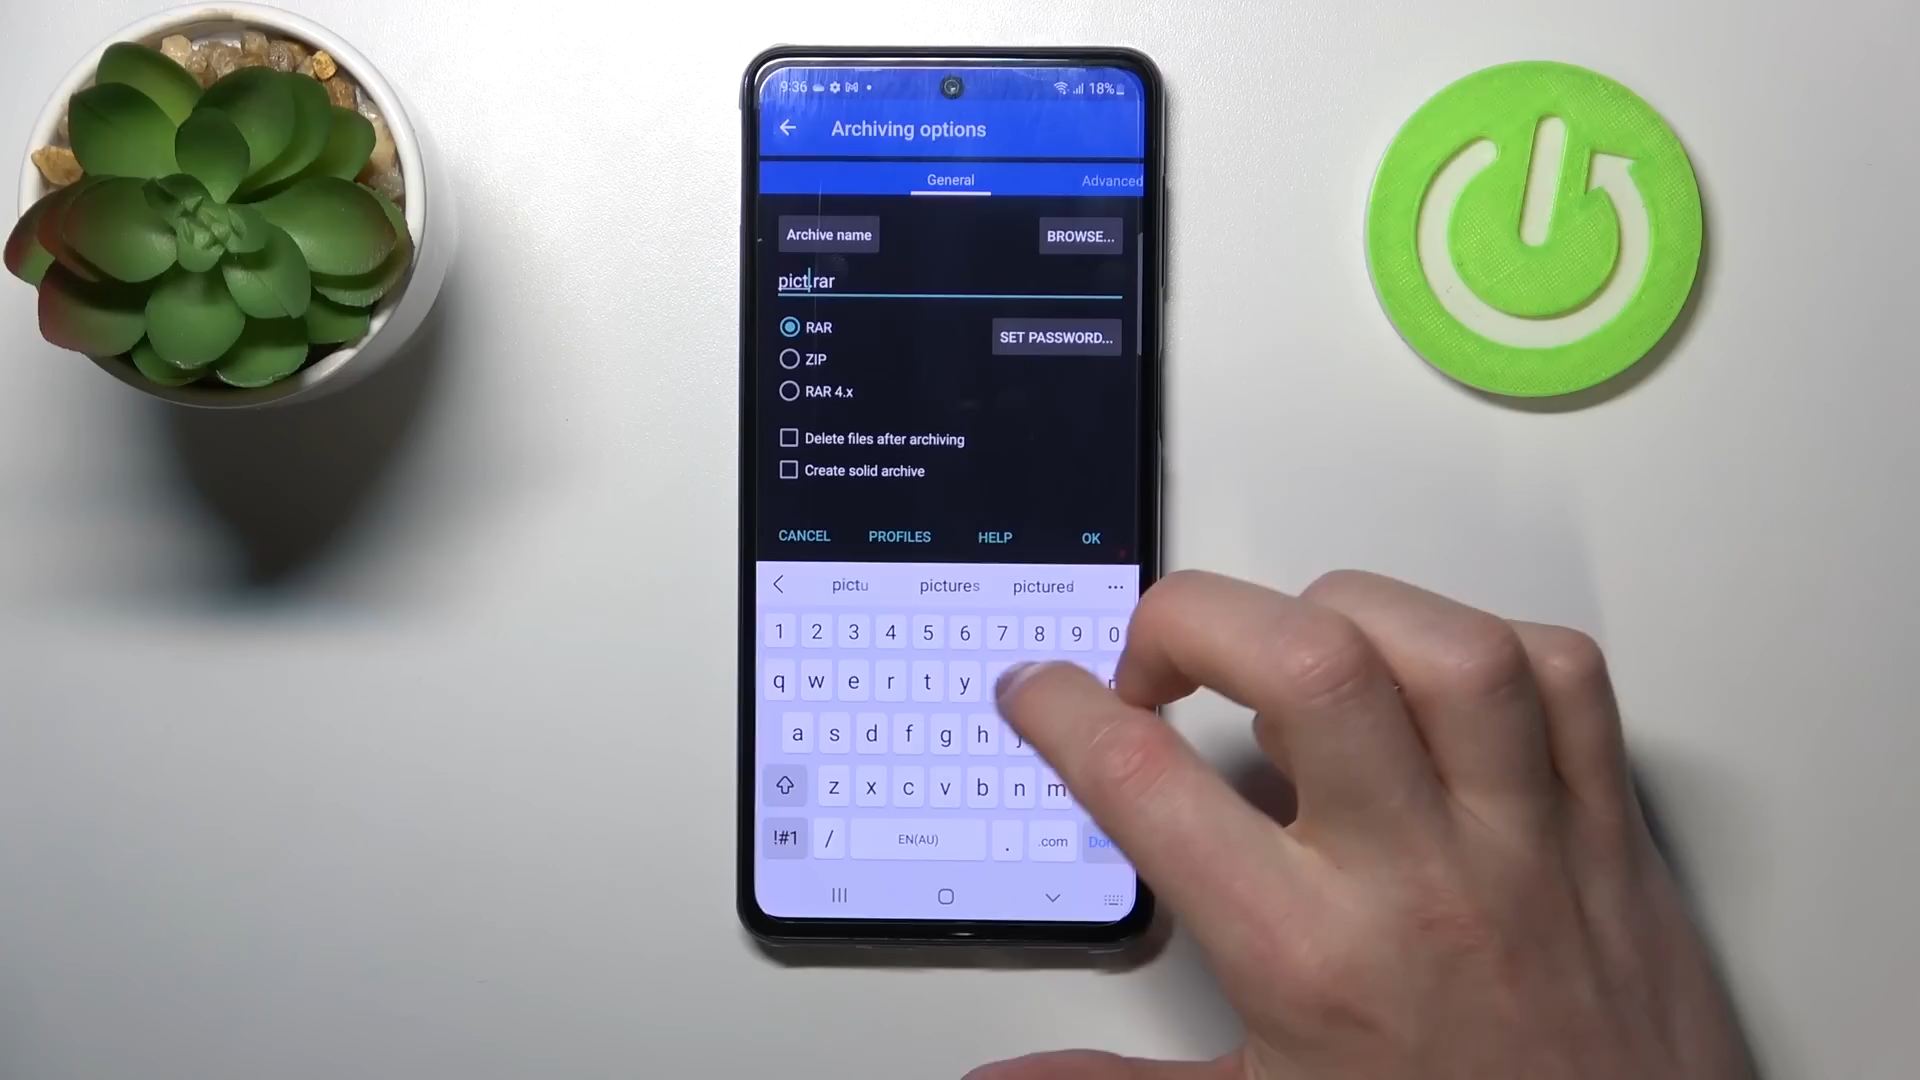 9:36 18%
Archiving options
General Advanced
Archive name BROWSE...
pict.rar
RAR SET PASSWORD...
ZIP
RAR 4.x
Delete files after archiving
Create solid archive
CANCEL PROFILES HELP OK
pictu pictures pictured ...
1 2 3 4 5 6 7 8 9 0
q w e r t y
a s d f g h j
z x c v b n m
!#1 / EN(AU) . .com